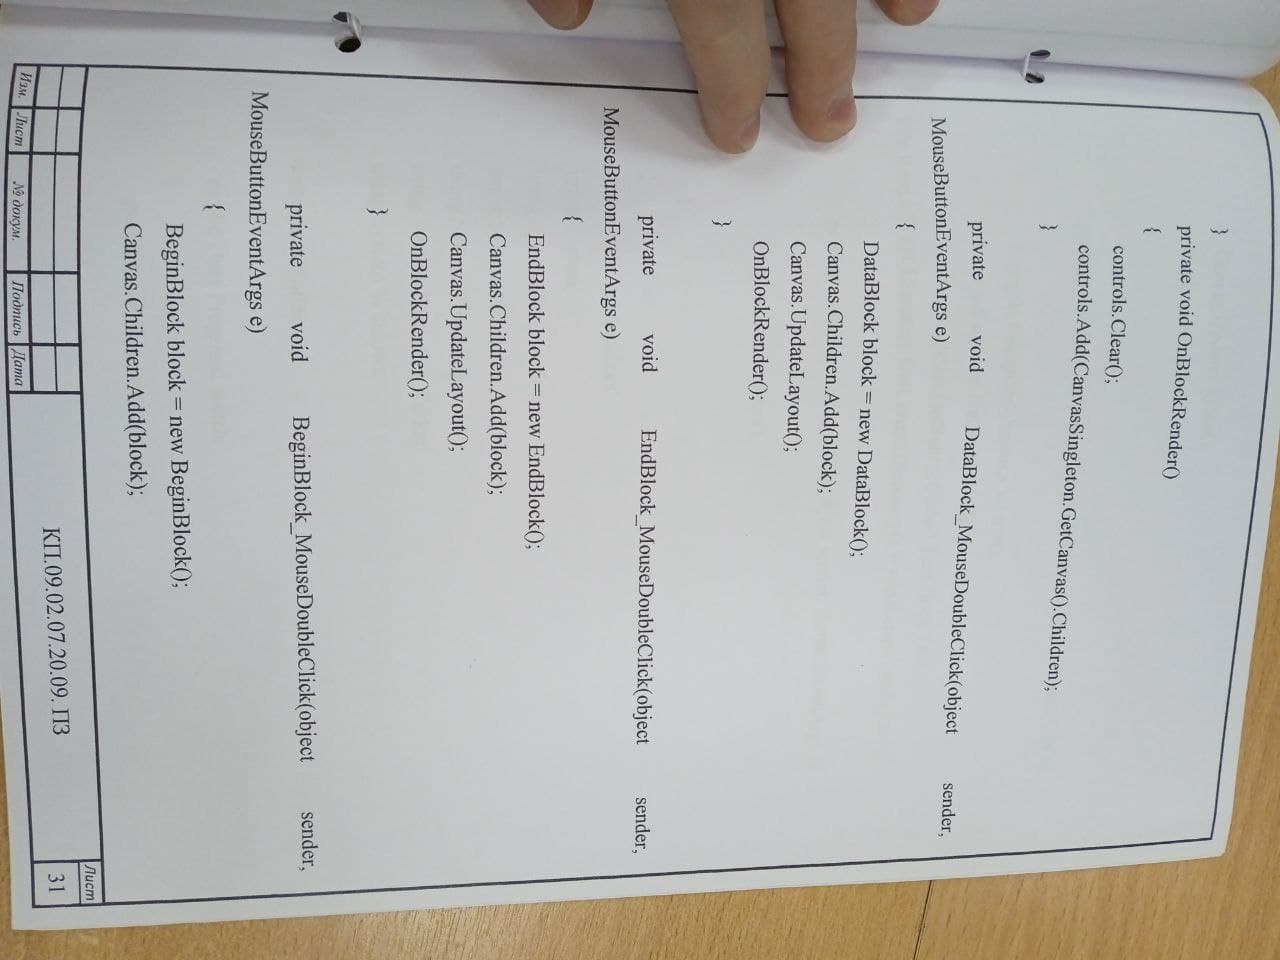 }
private void OnBlockRender()
{
controls.Clear();
controls.Add(CanvasSingleton.GetCanvas().Children);
}
private void DataBlock_MouseDoubleClick(object sender,
MouseButtonEventArgs e)
{
DataBlock block = new DataBlock();
Canvas.Children.Add(block);
Canvas.UpdateLayout();
OnBlockRender();
}
private void EndBlock_MouseDoubleClick(object sender,
MouseButtonEventArgs e)
{
EndBlock block = new EndBlock();
Canvas.Children.Add(block);
Canvas.UpdateLayout();
OnBlockRender();
}
private void BeginBlock_MouseDoubleClick(object sender,
MouseButtonEventArgs e)
{
BeginBlock block = new BeginBlock();
Canvas.Children.Add(block);
КП.09.02.07.20.09. ПЗ
Лист
31
Изм. Лист № докум. Подпись Дата